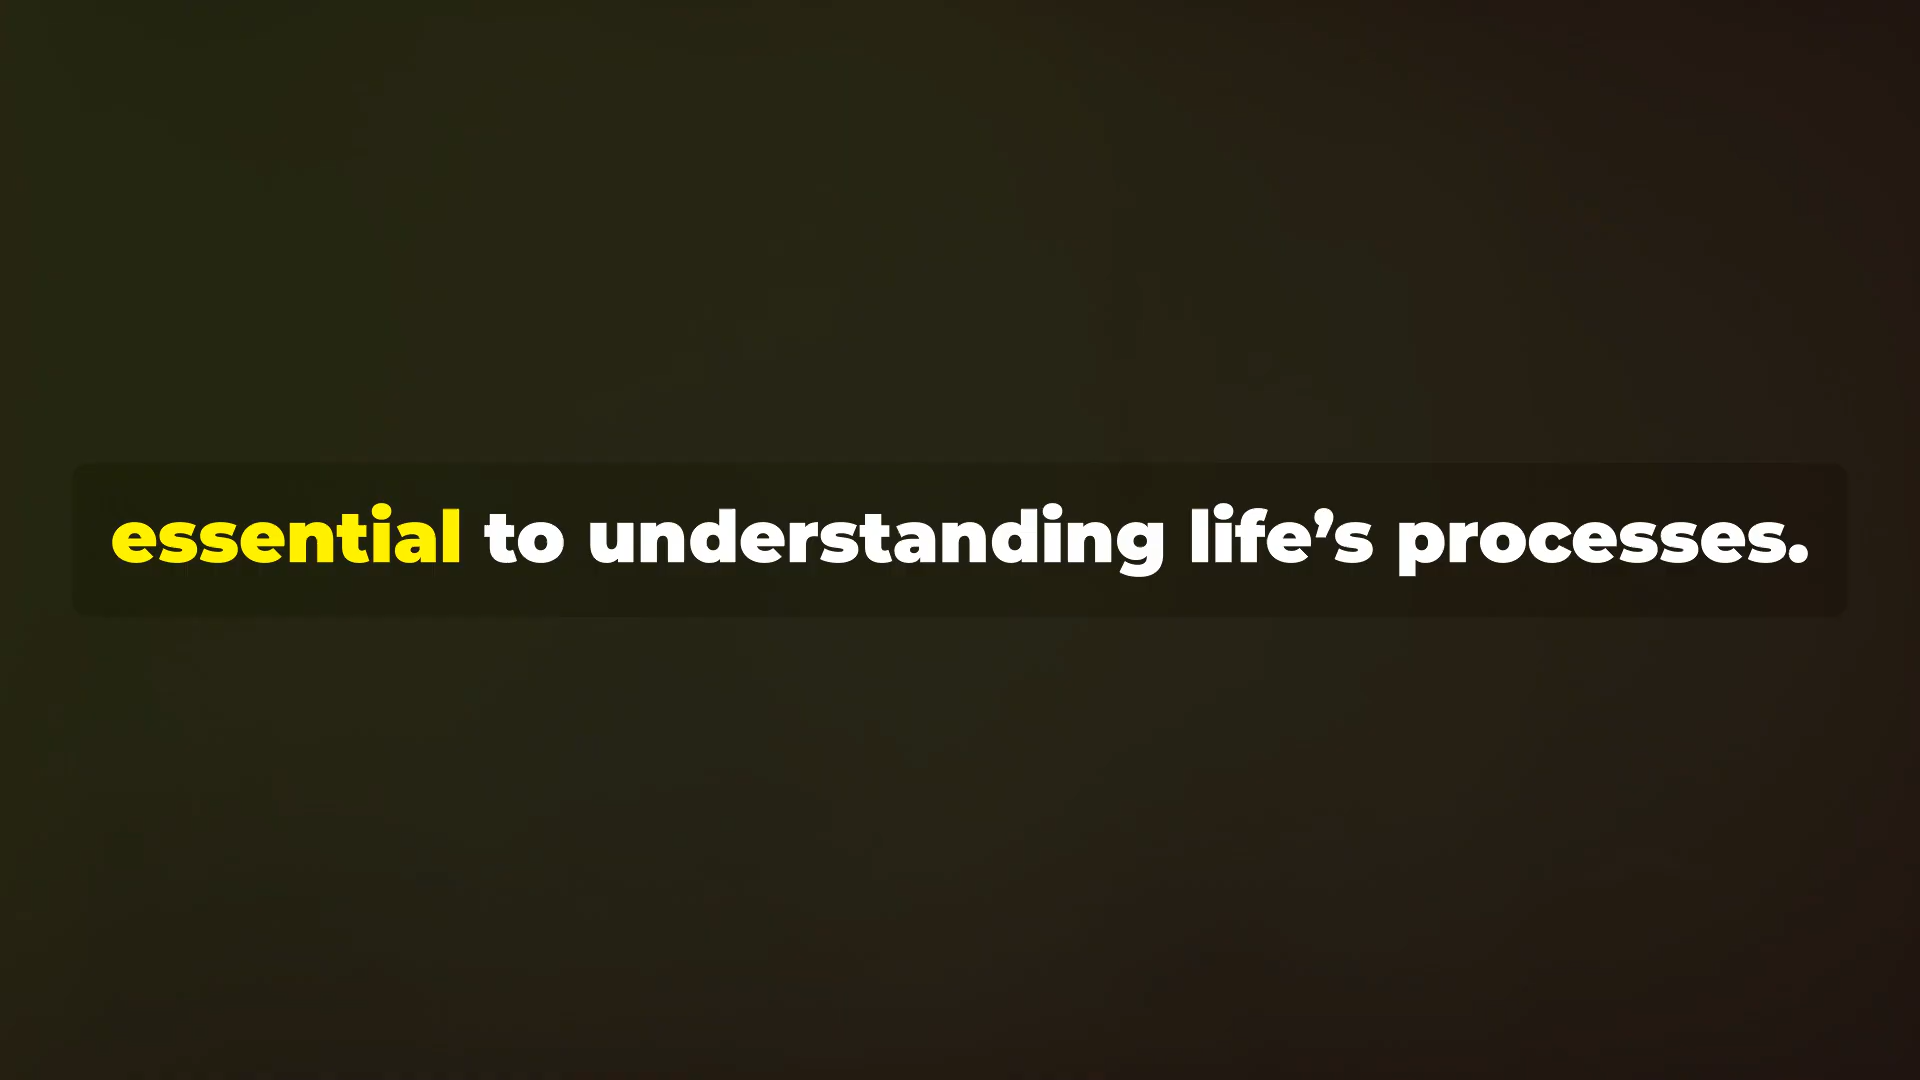 essential to understanding life’s processes.